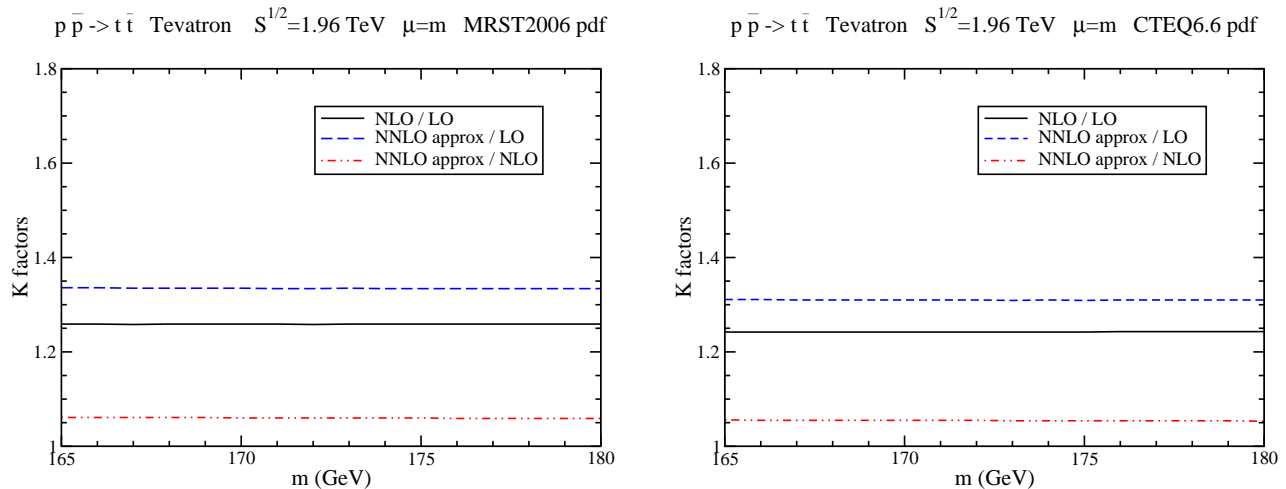 p p̅ -> t t̅ Tevatron S^1/2=1.96 TeV μ=m MRST2006 pdf
1.8
1.6
1.4
1.2
1
K factors
NLO / LO
NNLO approx / LO
NNLO approx / NLO
165 170 175 180
m (GeV)
p p̅ -> t t̅ Tevatron S^1/2=1.96 TeV μ=m CTEQ6.6 pdf
1.8
1.6
1.4
1.2
1
K factors
NLO / LO
NNLO approx / LO
NNLO approx / NLO
165 170 175 180
m (GeV)